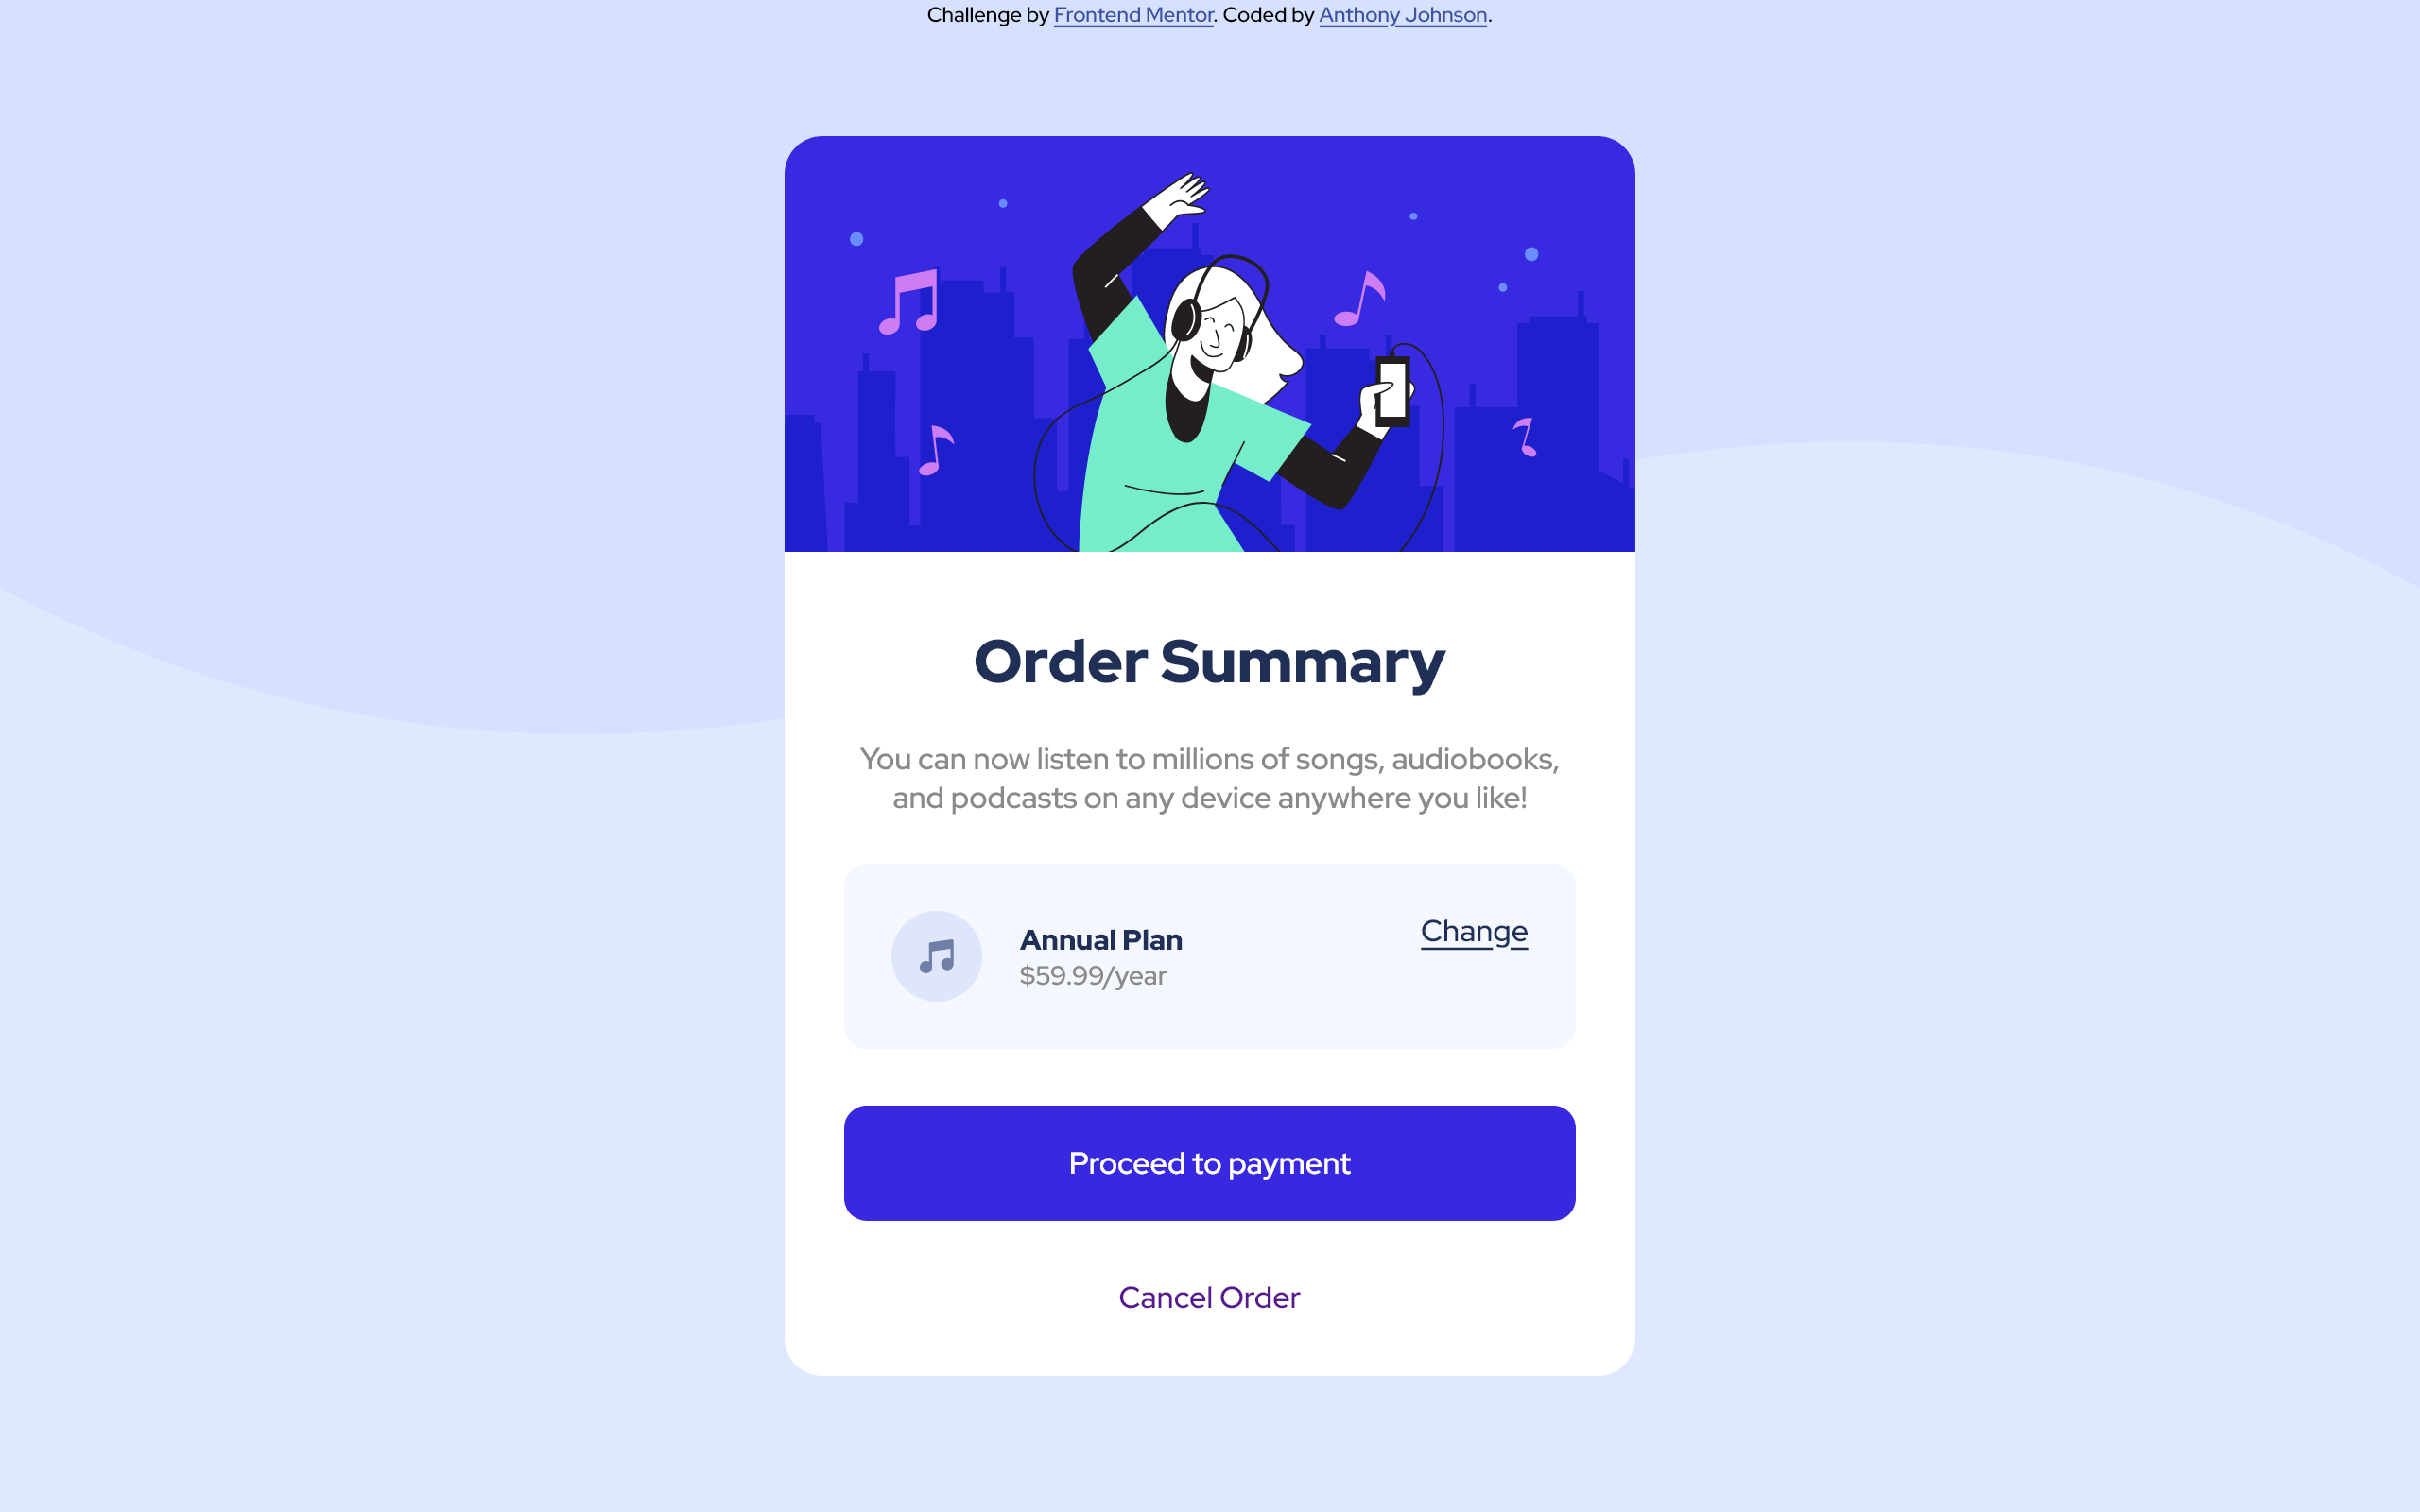 Challenge by Frontend Mentor. Coded by Anthony Johnson.
Order Summary
You can now listen to millions of songs, audiobooks,
and podcasts on any device anywhere you like!
Annual Plan
Change
$59.99/year
Proceed to payment
Cancel Order